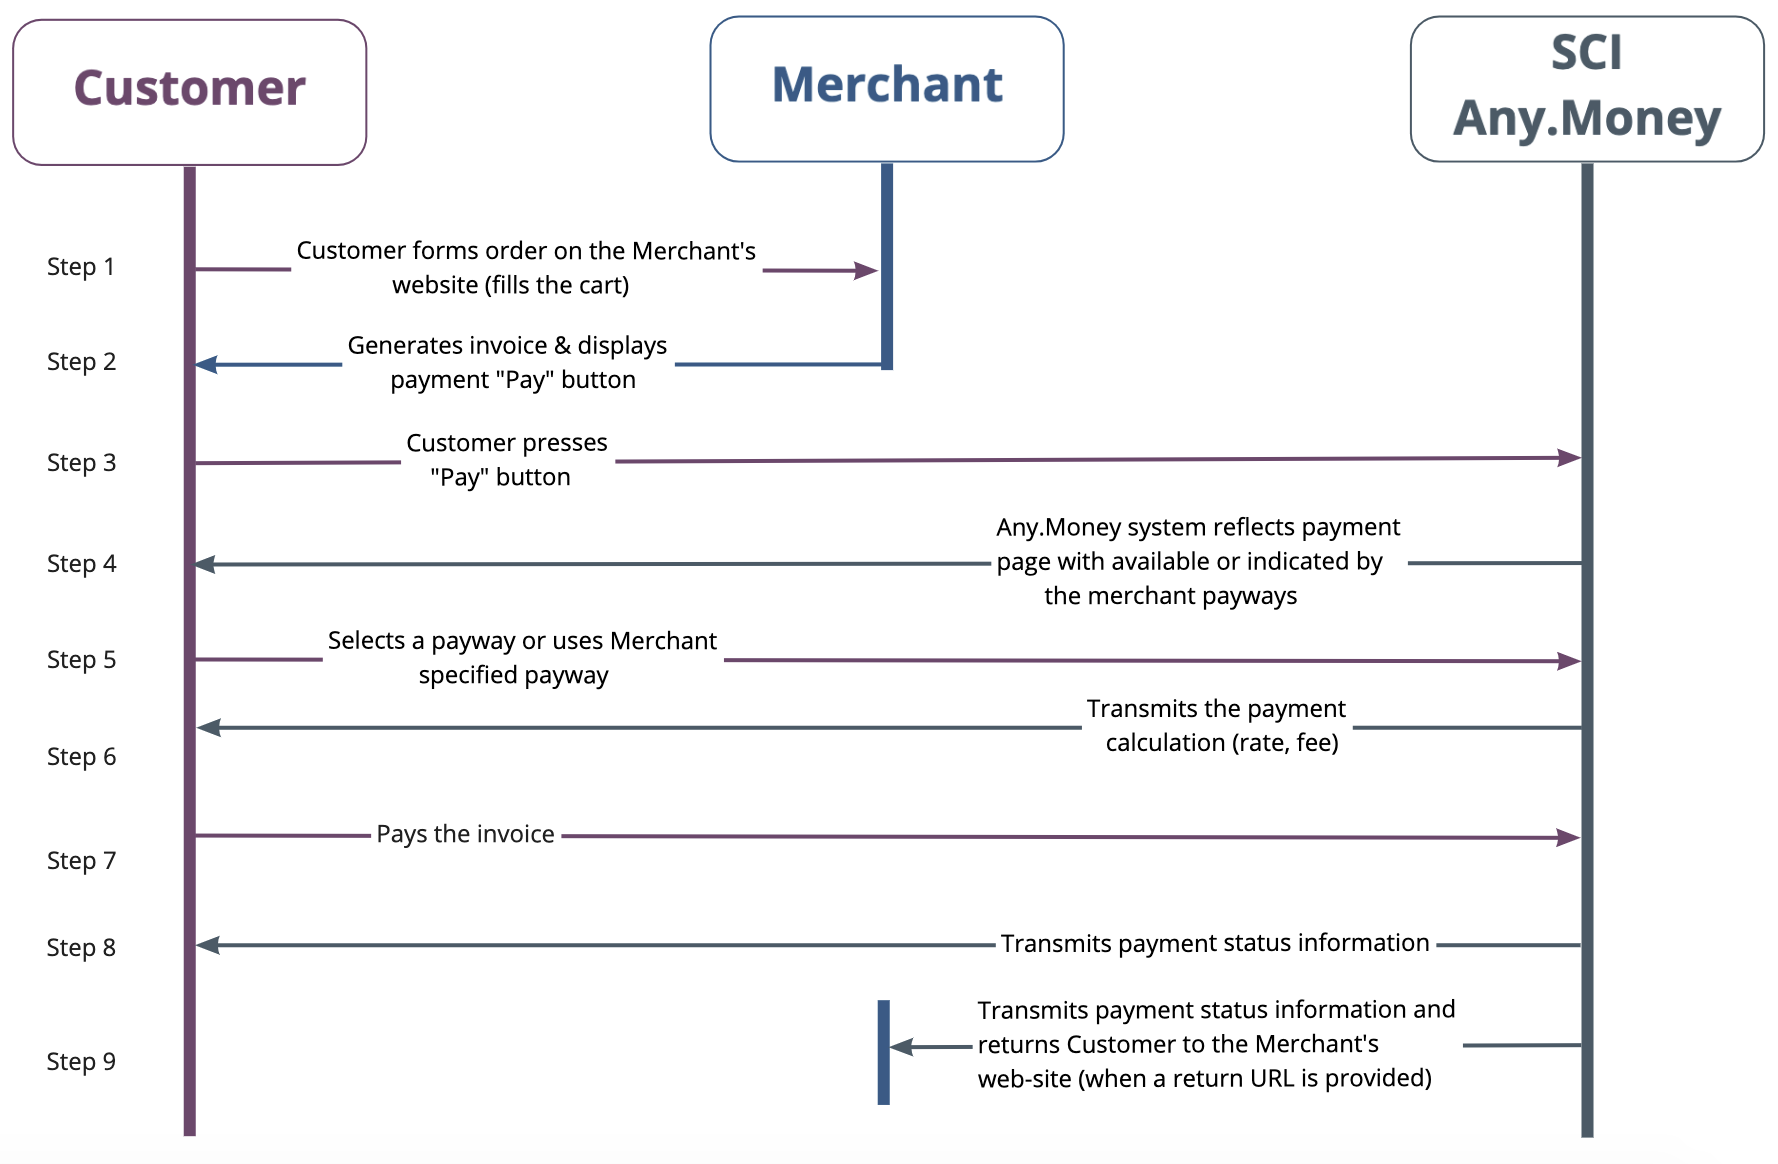 Customer
Merchant
SCI
Any.Money
Step 1
Customer forms order on the Merchant's
website (fills the cart)
Step 2
Generates invoice & displays
payment "Pay" button
Step 3
Customer presses
"Pay" button
Step 4
Any.Money system reflects payment
page with available or indicated by
the merchant payways
Step 5
Selects a payway or uses Merchant
specified payway
Step 6
Transmits the payment
calculation (rate, fee)
Step 7
Pays the invoice
Step 8
Transmits payment status information
Step 9
Transmits payment status information and
returns Customer to the Merchant's
web-site (when a return URL is provided)